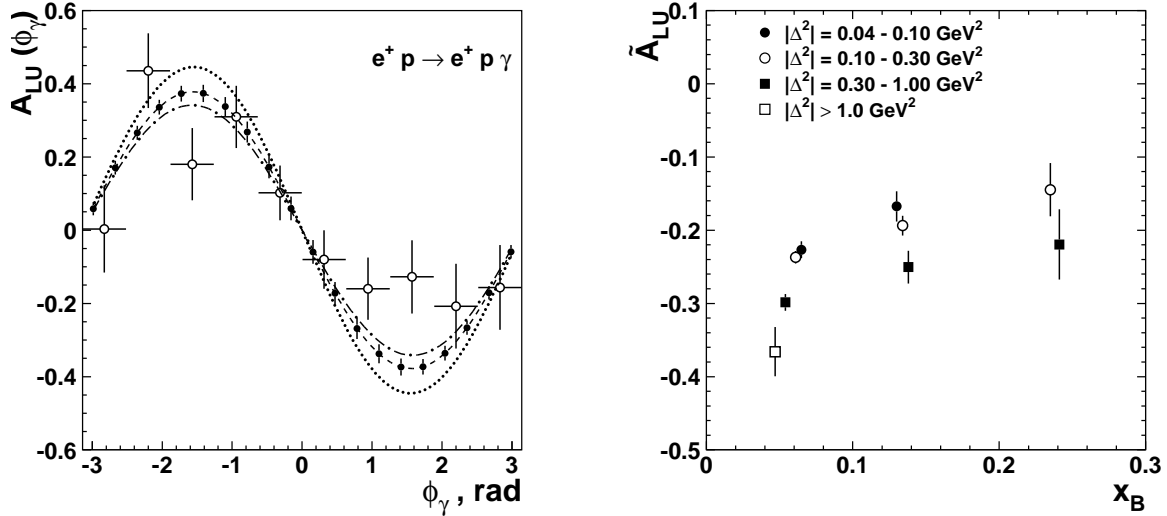 A_LU (ϕ_γ)
e⁺ p → e⁺ p γ
0.6
0.4
0.2
0
-0.2
-0.4
-0.6
-3 -2 -1 0 1 2 3
ϕ_γ , rad
Ã_LU
0.1
0
-0.1
-0.2
-0.3
-0.4
-0.5
|Δ²| = 0.04 - 0.10 GeV²
|Δ²| = 0.10 - 0.30 GeV²
|Δ²| = 0.30 - 1.00 GeV²
|Δ²| > 1.0 GeV²
0 0.1 0.2 0.3
x_B